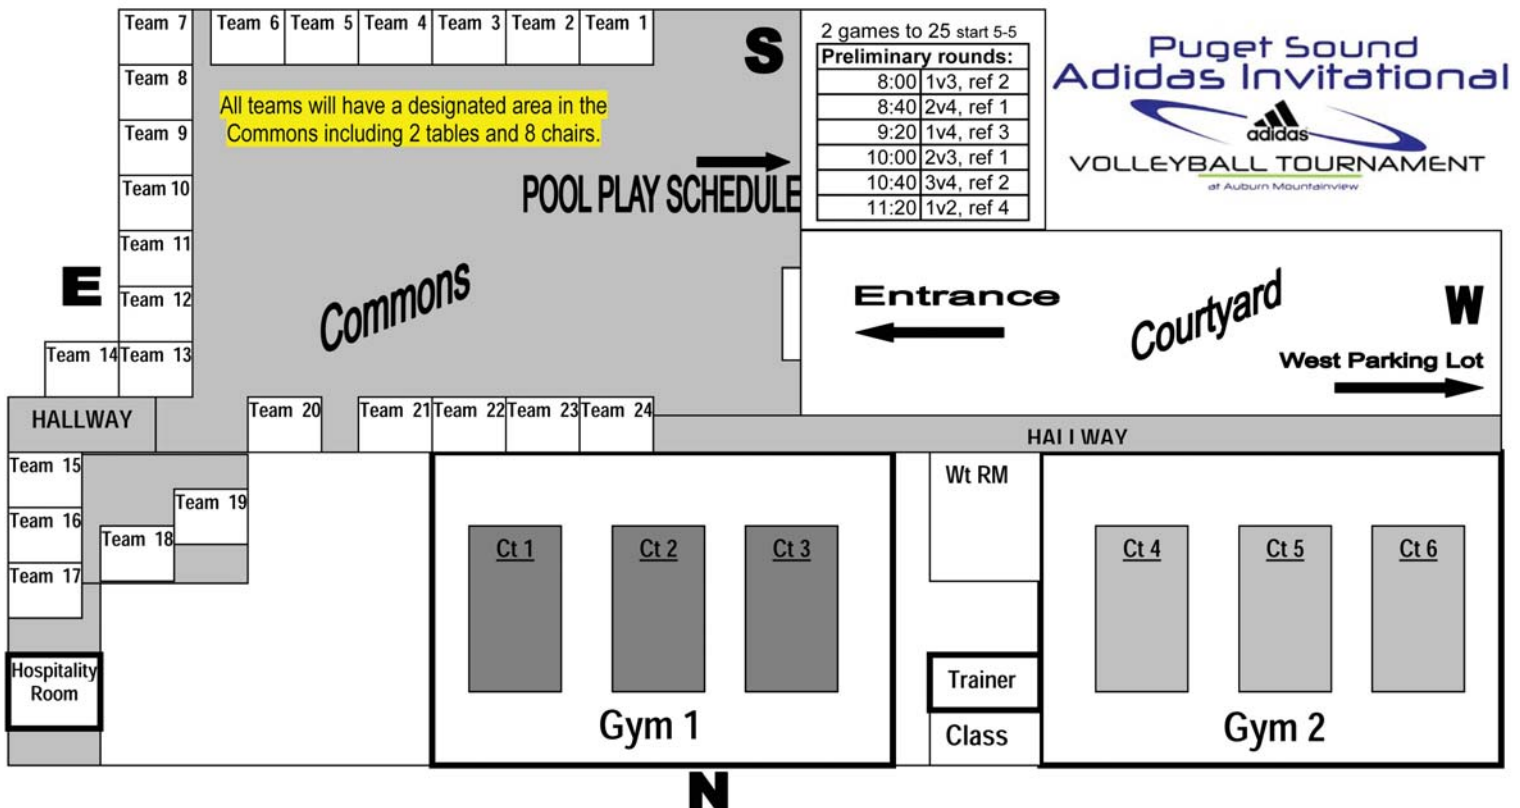 Team 7
Team 6
Team 5
Team 4
Team 3
Team 2
Team 1
S
2 games to 25 start 5-5
Preliminary rounds:
8:00 1v3, ref 2
8:40 2v4, ref 1
9:20 1v4, ref 3
10:00 2v3, ref 1
10:40 3v4, ref 2
11:20 1v2, ref 4
Puget Sound
Adidas Invitational
adidas
VOLLEYBALL TOURNAMENT
at Auburn Mountainview
Team 8
All teams will have a designated area in the
Commons including 2 tables and 8 chairs.
Team 9
Team 10
POOL PLAY SCHEDULE
Team 11
E
Commons
Entrance
Courtyard
W
Team 12
West Parking Lot
Team 14
Team 13
HALLWAY
Team 20
Team 21
Team 22
Team 23
Team 24
HALLWAY
Team 15
Team 19
Wt RM
Team 16
Team 18
Ct 1
Ct 2
Ct 3
Ct 4
Ct 5
Ct 6
Team 17
Hospitality
Room
Trainer
Gym 1
Class
Gym 2
N